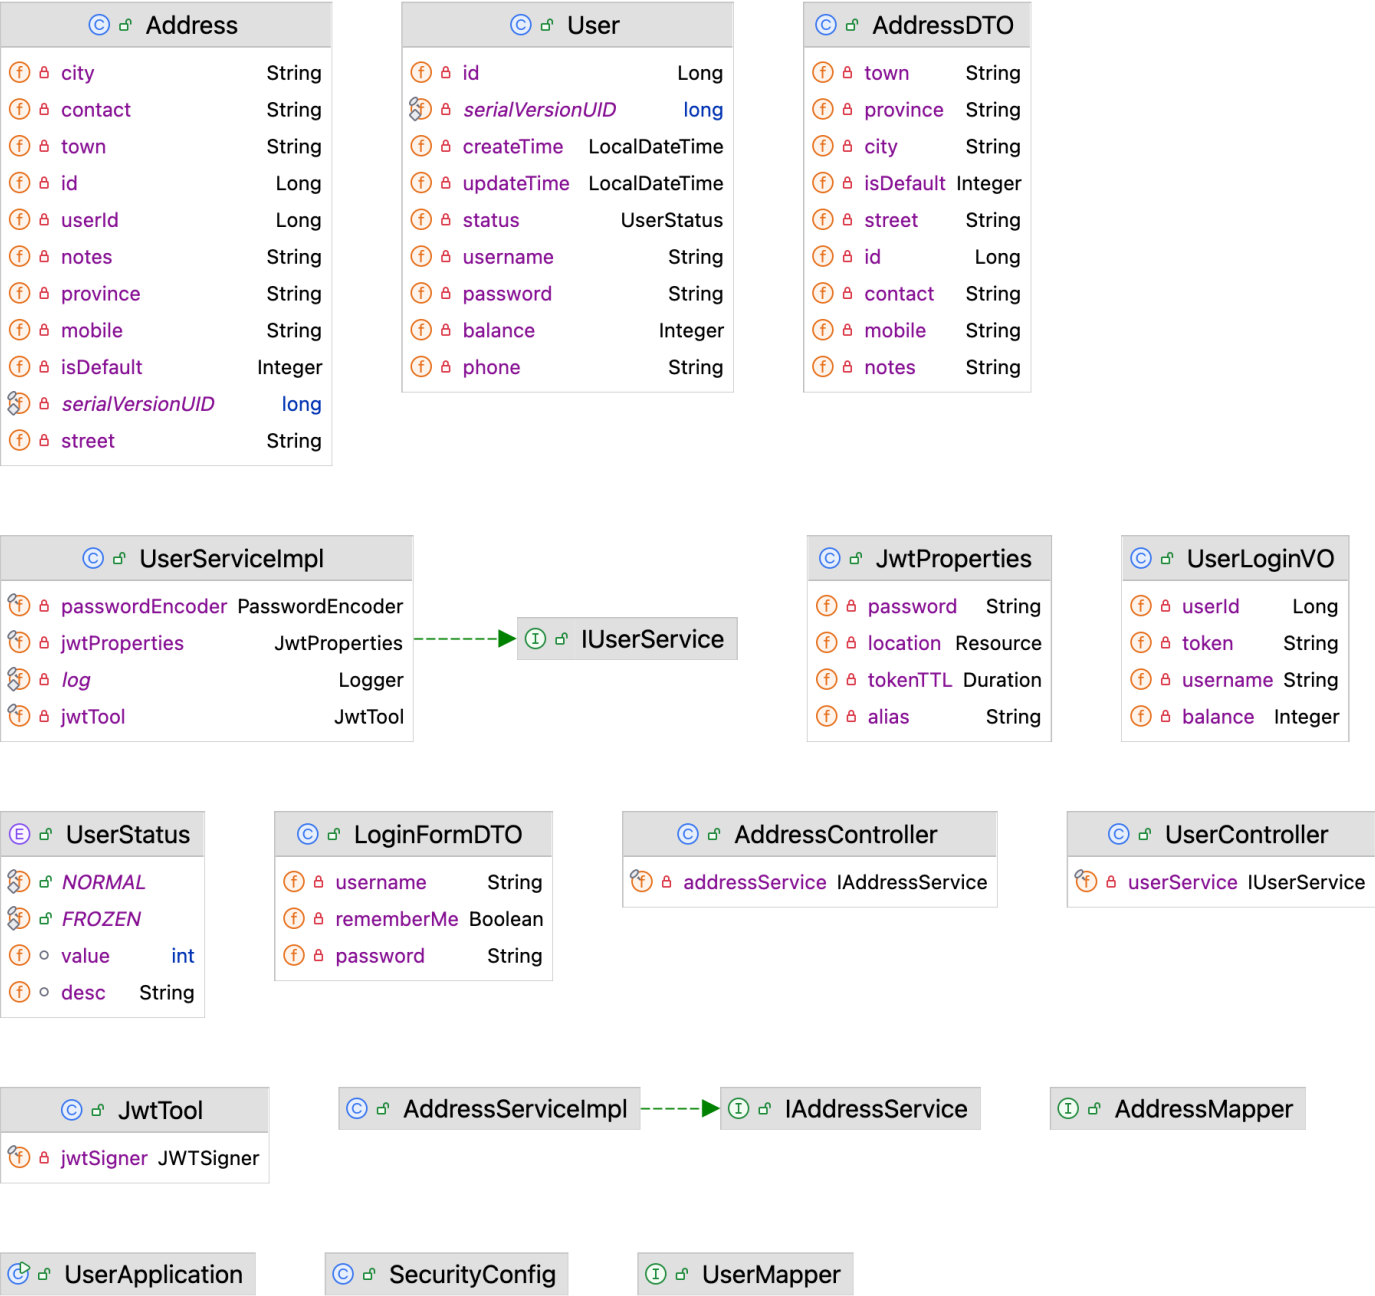 Address
city String
contact String
town String
id Long
userId Long
notes String
province String
mobile String
isDefault Integer
serialVersionUID long
street String
User
id Long
serialVersionUID long
createTime LocalDateTime
updateTime LocalDateTime
status UserStatus
username String
password String
balance Integer
phone String
AddressDTO
town String
province String
city String
isDefault Integer
street String
id Long
contact String
mobile String
notes String
UserServiceImpl
passwordEncoder PasswordEncoder
jwtProperties JwtProperties
log Logger
jwtTool JwtTool
IUserService
JwtProperties
password String
location Resource
tokenTTL Duration
alias String
UserLoginVO
userId Long
token String
username String
balance Integer
UserStatus
NORMAL
FROZEN
value int
desc String
LoginFormDTO
username String
rememberMe Boolean
password String
AddressController
addressService IAddressService
UserController
userService IUserService
JwtTool
jwtSigner JWTSigner
AddressServiceImpl
IAddressService
AddressMapper
UserApplication
SecurityConfig
UserMapper